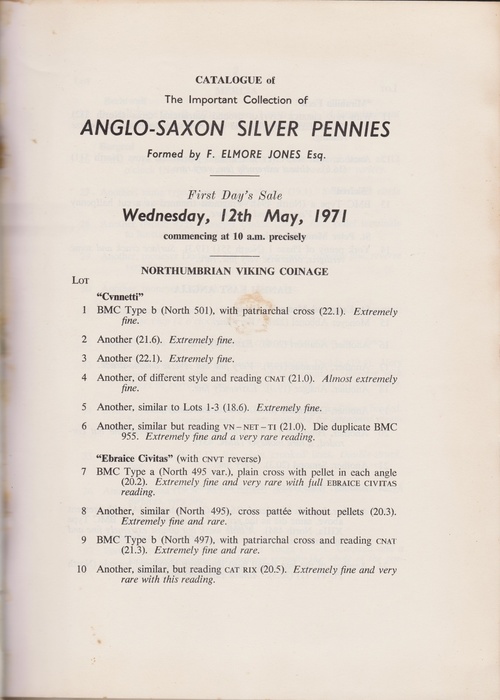 CATALOGUE of
The Important Collection of
ANGLO-SAXON SILVER PENNIES
Formed by F. ELMORE JONES Esq.
First Day's Sale
Wednesday, 12th May, 1971
commencing at 10 a.m. precisely
NORTHUMBRIAN VIKING COINAGE
LOT
"Cvnnetti"
1 BMC Type b (North 501), with patriarchal cross (22.1). Extremely
fine.
2 Another (21.6). Extremely fine.
3 Another (22.1). Extremely fine.
4 Another, of different style and reading CNAT (21.0). Almost extremely
fine.
5 Another, similar to Lots 1-3 (18.6). Extremely fine.
6 Another, similar but reading VN–NET–TI (21.0). Die duplicate BMC
955. Extremely fine and a very rare reading.
"Ebraice Civitas" (with CNVT reverse)
7 BMC Type a (North 495 var.), plain cross with pellet in each angle
(20.2). Extremely fine and very rare with full EBRAICE CIVITAS
reading.
8 Another, similar (North 495), cross pattée without pellets (20.3).
Extremely fine and rare.
9 BMC Type b (North 497), with patriarchal cross and reading CNAT
(21.3). Extremely fine and rare.
10 Another, similar, but reading CAT RIX (20.5). Extremely fine and very
rare with this reading.